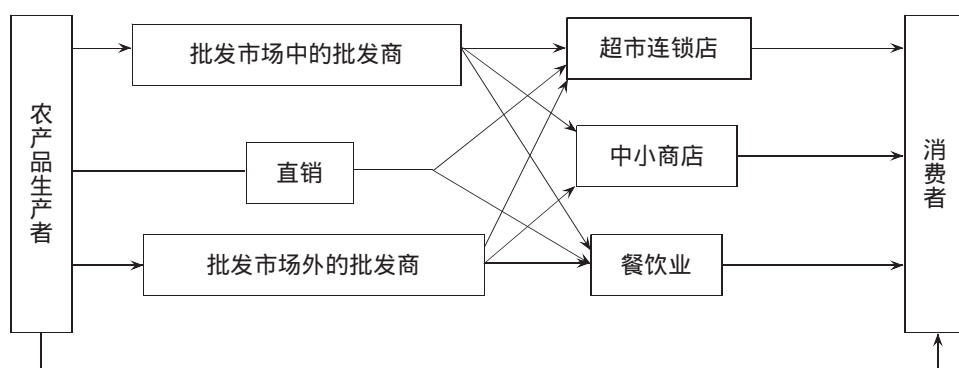 农产品生产者
批发市场中的批发商
直销
批发市场外的批发商
超市连锁店
中小商店
餐饮业
消费者